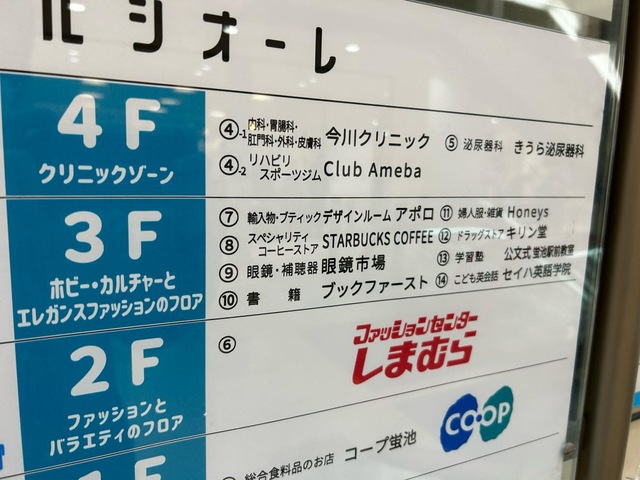 ルシオーレ
4F
クリニックゾーン
④-1 内科・胃腸科・肛門科・外科・皮膚科 今川クリニック
④-2 リハビリスポーツジム Club Ameba
⑤ 泌尿器科 きうら泌尿器科
3F
ホビー・カルチャーと
エレガンスファッションのフロア
⑦ 輸入物・ブティック デザインルーム アポロ
⑧ スペシャリティコーヒーストア STARBUCKS COFFEE
⑨ 眼鏡・補聴器 眼鏡市場
⑩ 書籍 ブックファースト
⑪ 婦人服・雑貨 Honeys
⑫ ドラッグストア キリン堂
⑬ 学習塾 公文式 蛍池駅前教室
⑭ こども英会話 セイハ英語学院
2F
ファッションと
バラエティのフロア
⑥
ファッションセンター
しまむら
1F
総合食料品のお店 コープ蛍池
CO・OP